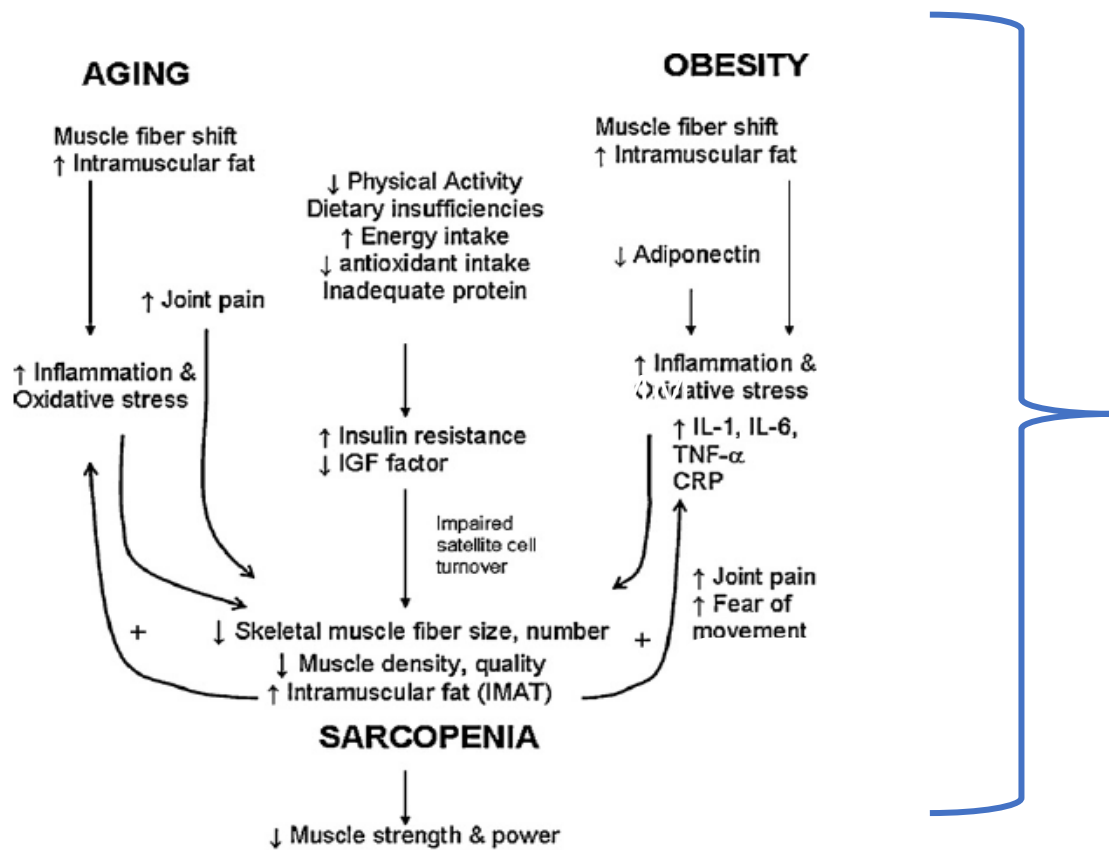 AGING
OBESITY
Muscle fiber shift
↑ Intramuscular fat
Muscle fiber shift
↑ Intramuscular fat
↓ Physical Activity
Dietary insufficiencies
↑ Energy intake
↓ antioxidant intake
Inadequate protein
↓ Adiponectin
↑ Joint pain
↑ Inflammation &
Oxidative stress
↑ Inflammation &
Oxidative stress
↑ IL-1, IL-6,
TNF-α
CRP
↑ Insulin resistance
↓ IGF factor
Impaired
satellite cell
turnover
↑ Joint pain
↑ Fear of
movement
+
+
↓ Skeletal muscle fiber size, number
↓ Muscle density, quality
↑ Intramuscular fat (IMAT)
SARCOPENIA
↓ Muscle strength & power